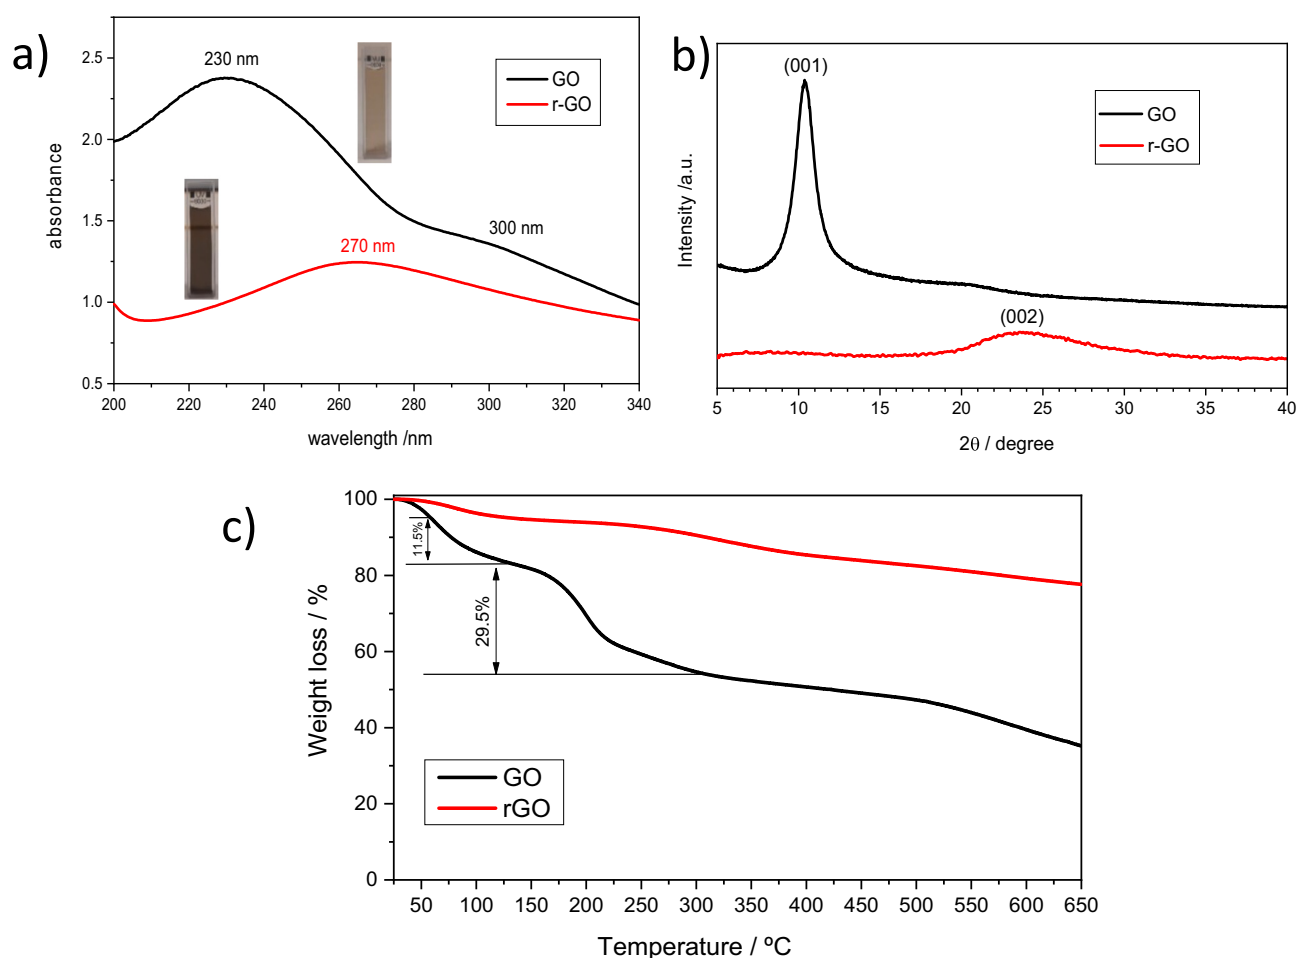 a)
2.5
2.0
1.5
1.0
0.5
absorbance
230 nm
300 nm
270 nm
GO
r-GO
200 220 240 260 280 300 320 340
wavelength /nm
b)
Intensity /a.u.
(001)
(002)
GO
r-GO
5 10 15 20 25 30 35 40
2θ / degree
c)
100
80
60
40
20
0
Weight loss / %
11.5%
29.5%
GO
rGO
50 100 150 200 250 300 350 400 450 500 550 600 650
Temperature / ºC